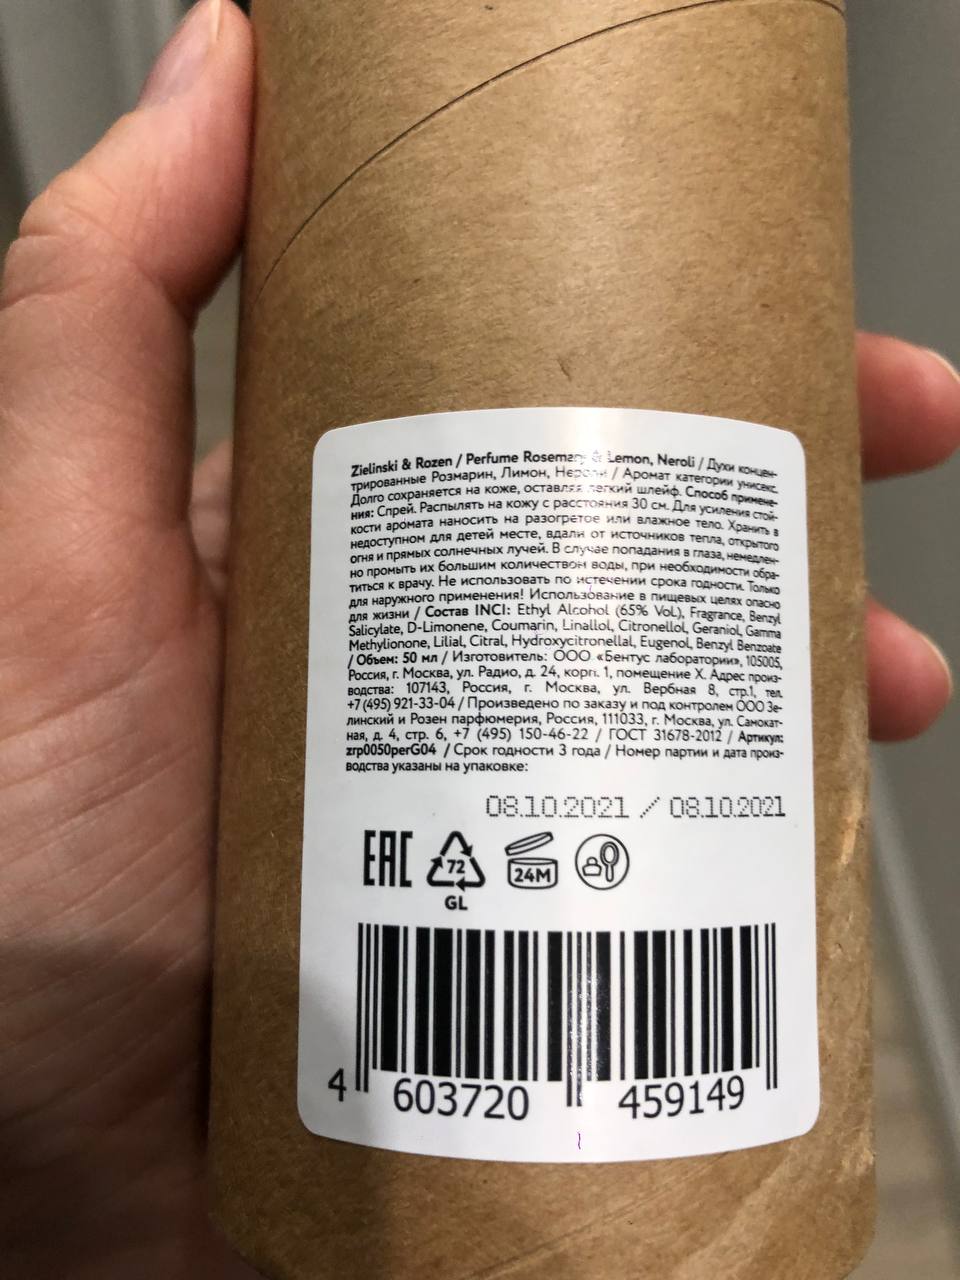 Zielinski & Rozen / Perfume Rosemary & Lemon, Neroli / Духи концен-
трированные Розмарин, Лимон, Нероли / Аромат категории унисекс.
Долго сохраняется на коже, оставляя легкий шлейф. Способ примене-
ния: Спрей. Распылять на кожу с расстояния 30 см. Для усиления стой-
кости аромата наносить на разогретое или влажное тело. Хранить в
недоступном для детей месте, вдали от источников тепла, открытого
огня и прямых солнечных лучей. В случае попадания в глаза, немедлен-
но промыть их большим количеством воды, при необходимости обра-
титься к врачу. Не использовать по истечении срока годности. Только
для наружного применения! Использование в пищевых целях опасно
для жизни / Состав INCI: Ethyl Alcohol (65% Vol.), Fragrance, Benzyl
Salicylate, D-Limonene, Coumarin, Linallol, Citronellol, Geraniol, Gamma
Methylionone, Lilial, Citral, Hydroxycitronellal, Eugenol, Benzyl Benzoate
/ Объем: 50 мл / Изготовитель: ООО «Бентус лаборатории», 105005,
Россия, г. Москва, ул. Радио, д. 24, корп. 1, помещение X. Адрес произ-
водства: 107143, Россия, г. Москва, ул. Вербная 8, стр.1, тел.
+7 (495) 921-33-04 / Произведено по заказу и под контролем ООО Зе-
линский и Розен парфюмерия, Россия, 111033, г. Москва, ул. Самокат-
ная, д. 4, стр. 6, +7 (495) 150-46-22 / ГОСТ 31678-2012 / Артикул:
zrp0050perG04 / Срок годности 3 года / Номер партии и дата произ-
водства указаны на упаковке:
08.10.2021 / 08.10.2021
EAC 72 24M
GL
4 603720 459149